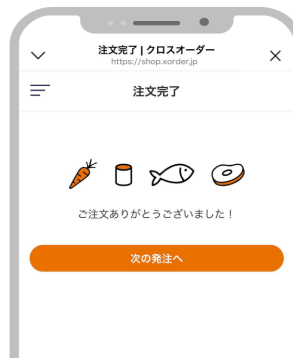 注文完了 | クロスオーダー
https://shop.xorder.jp
注文完了
ご注文ありがとうございました！
次の発注へ